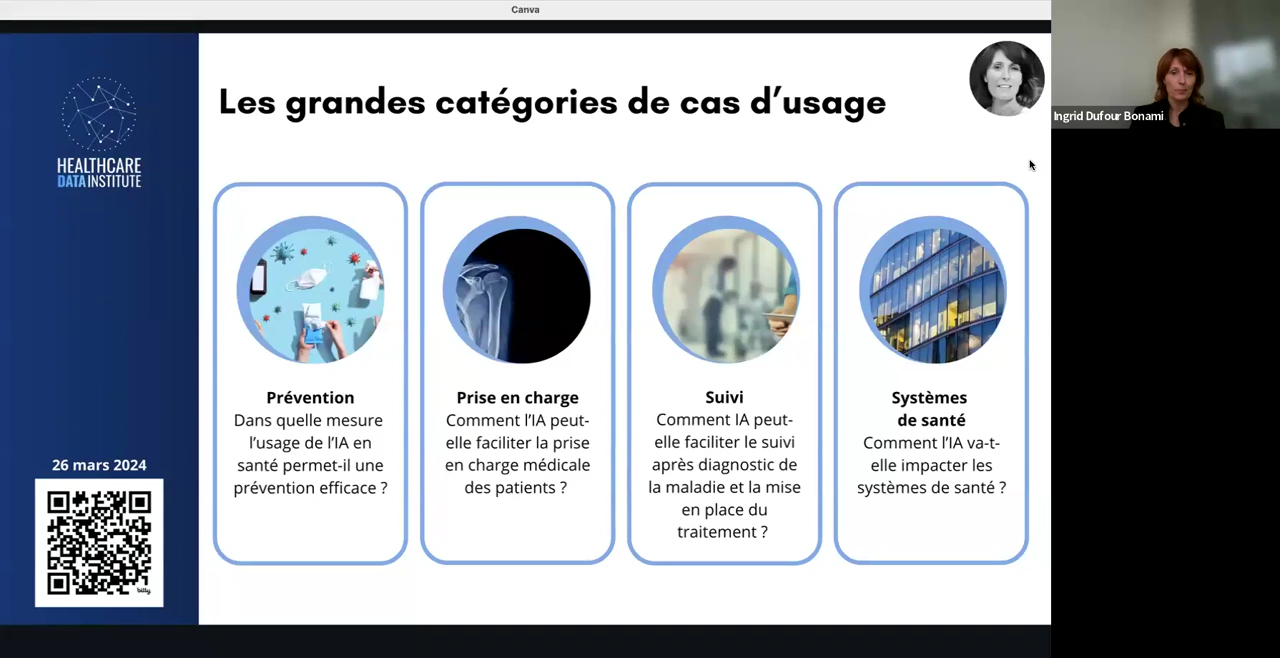 Canva
HEALTHCARE
DATA INSTITUTE
Les grandes catégories de cas d’usage
Ingrid Dufour Bonami
Prévention
Dans quelle mesure
l’usage de l’IA en
santé permet-il une
prévention efficace ?
Prise en charge
Comment l’IA peut-
elle faciliter la prise
en charge médicale
des patients ?
Suivi
Comment IA peut-
elle faciliter le suivi
après diagnostic de
la maladie et la mise
en place du
traitement ?
Systèmes
de santé
Comment l’IA va-t-
elle impacter les
systèmes de santé ?
26 mars 2024
bitly